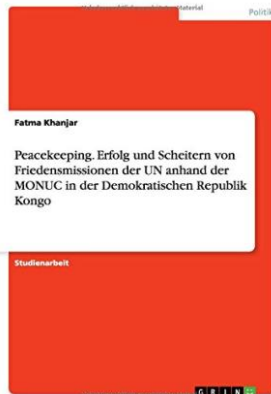 Politik
Fatma Khanjar
Peacekeeping. Erfolg und Scheitern von
Friedensmissionen der UN anhand der
MONUC in der Demokratischen Republik
Kongo
Studienarbeit
GRIN